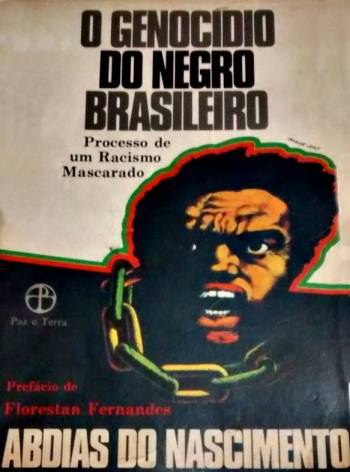 O GENOCÍDIO
DO NEGRO
BRASILEIRO
Processo de
um Racismo
Mascarado
Paz e Terra
Prefácio de
Florestan Fernandes
ABDIAS DO NASCIMENTO